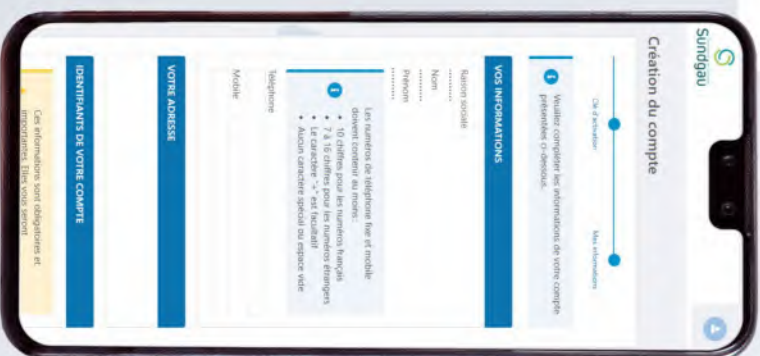 Sundgau
Création du compte
Clé d'activation
Mes informations
Veuillez compléter les informations de votre compte
présentées ci-dessous.
VOS INFORMATIONS
Raison sociale
..........
Nom
..........
Prénom
..........
Les numéros de téléphone fixe et mobile
doivent contenir au moins :
• 10 chiffres pour les numéros français
• 7 à 16 chiffres pour les numéros étrangers
• Le caractère "+" est facultatif
• Aucun caractère spécial ou espace vide
Téléphone
Mobile
VOTRE ADRESSE
IDENTIFIANTS DE VOTRE COMPTE
Ces informations sont obligatoires et
importantes. Elles vous seront